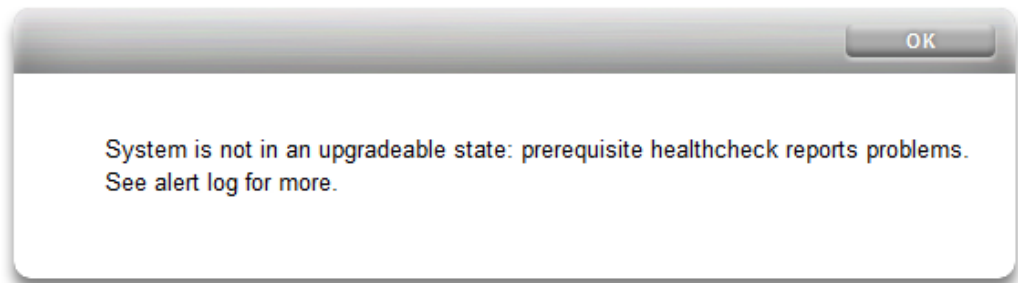 OK
System is not in an upgradeable state: prerequisite healthcheck reports problems.
See alert log for more.